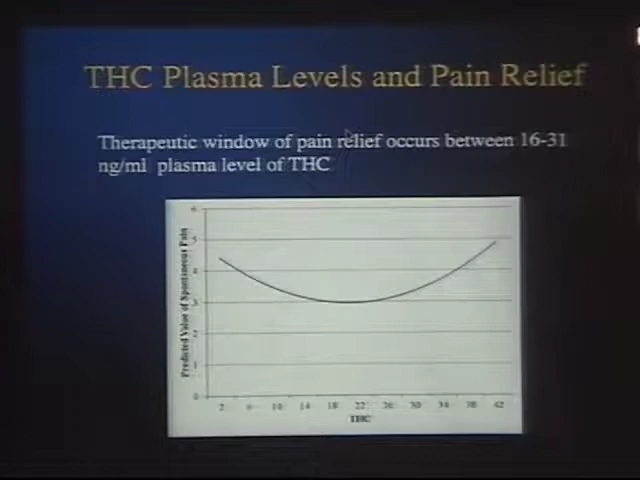 THC Plasma Levels and Pain Relief
Therapeutic window of pain relief occurs between 16-31
ng/ml plasma level of THC
Predicted Value of Spontaneous Pain
6
5
4
3
2
1
0
2 6 10 14 18 22 26 30 34 38 42
THC